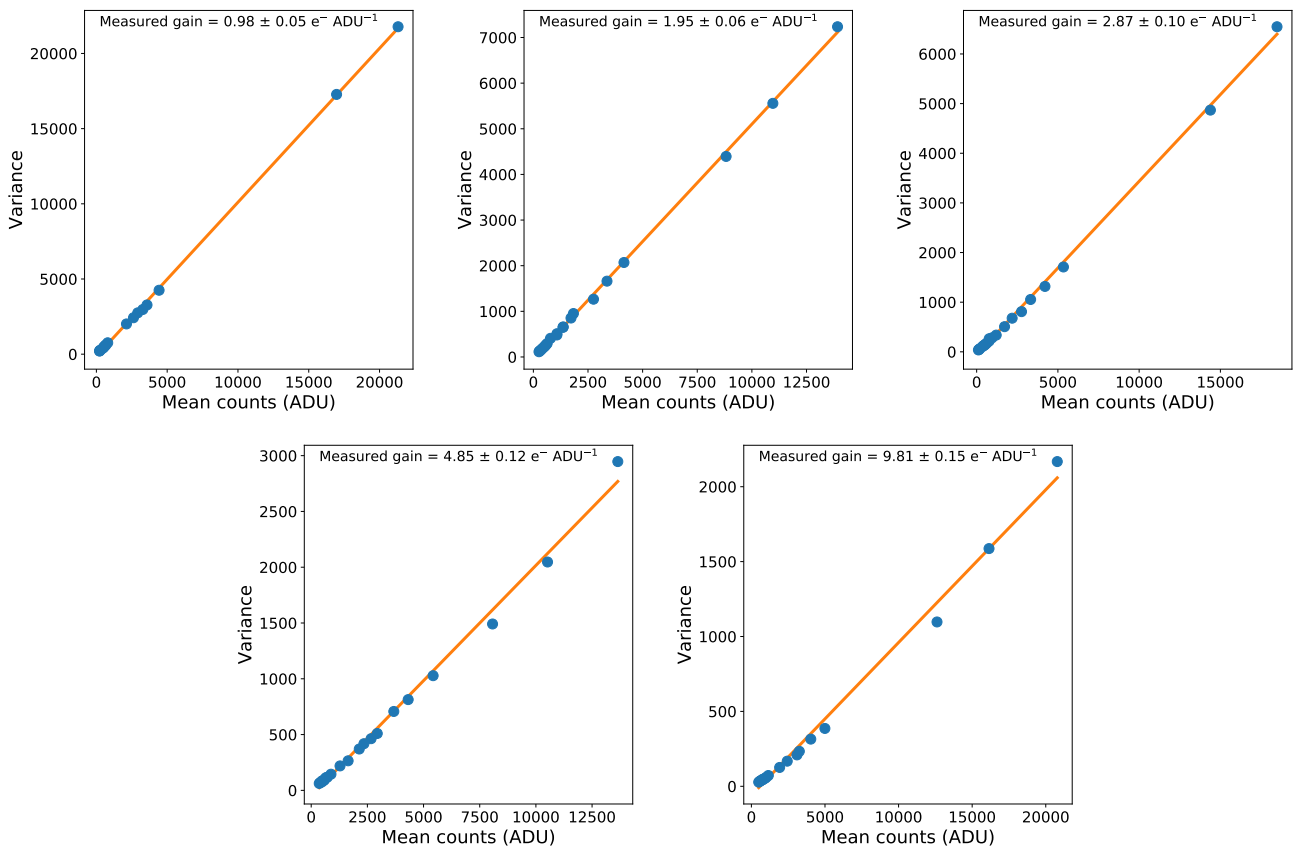 Measured gain = 0.98 ± 0.05 e⁻ ADU⁻¹
20000
15000
10000
5000
0
Variance
0 5000 10000 15000 20000
Mean counts (ADU)
Measured gain = 1.95 ± 0.06 e⁻ ADU⁻¹
7000
6000
5000
4000
3000
2000
1000
0
Variance
0 2500 5000 7500 10000 12500
Mean counts (ADU)
Measured gain = 2.87 ± 0.10 e⁻ ADU⁻¹
6000
5000
4000
3000
2000
1000
0
Variance
0 5000 10000 15000
Mean counts (ADU)
Measured gain = 4.85 ± 0.12 e⁻ ADU⁻¹
3000
2500
2000
1500
1000
500
0
Variance
0 2500 5000 7500 10000 12500
Mean counts (ADU)
Measured gain = 9.81 ± 0.15 e⁻ ADU⁻¹
2000
1500
1000
500
0
Variance
0 5000 10000 15000 20000
Mean counts (ADU)